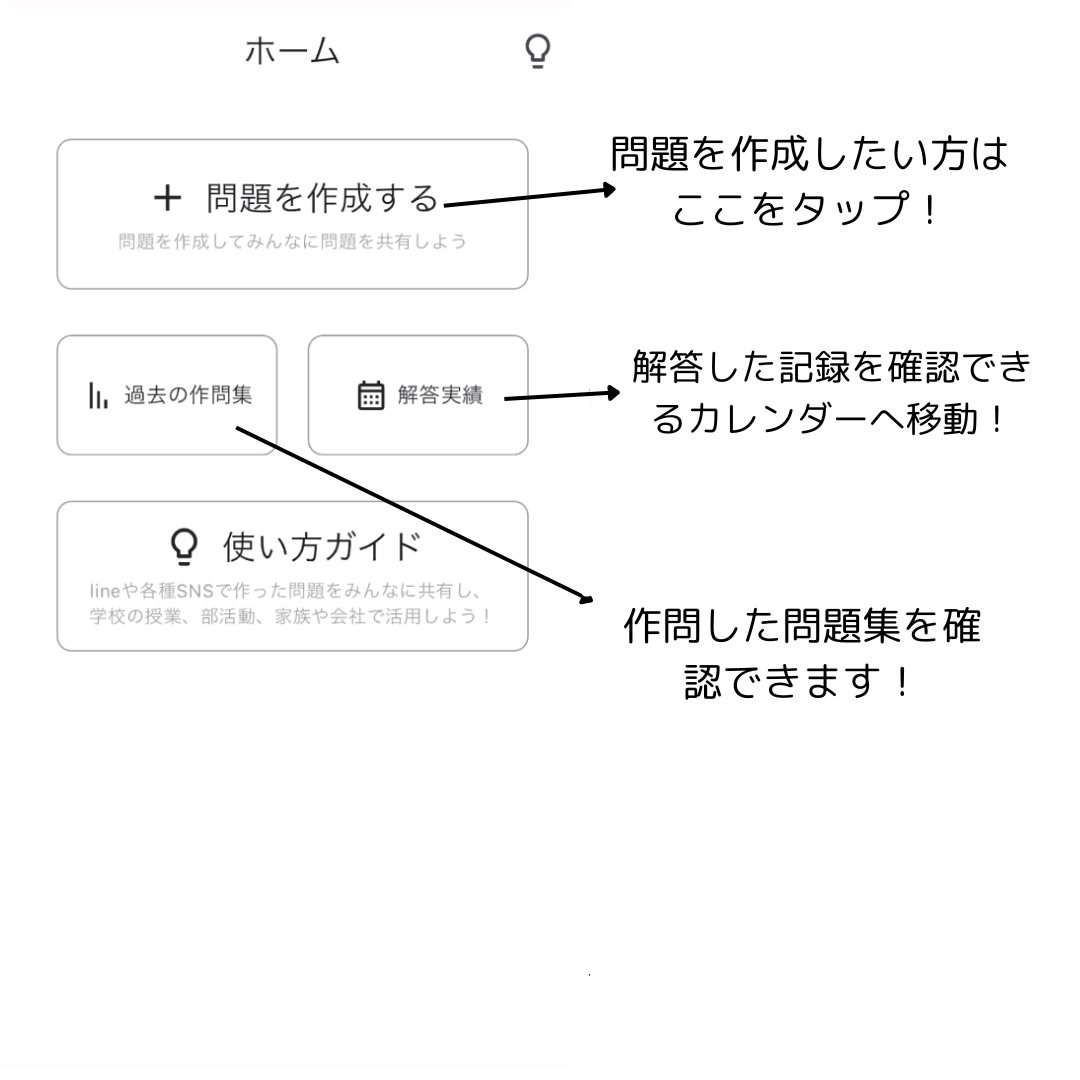 ホーム
問題を作成する
問題を作成してみんなに問題を共有しよう
問題を作成したい方は
ここをタップ！
過去の作問集
解答実績
解答した記録を確認でき
るカレンダーへ移動！
使い方ガイド
lineや各種SNSで作った問題をみんなに共有し、
学校の授業、部活動、家族や会社で活用しよう！
作問した問題集を確
認できます！